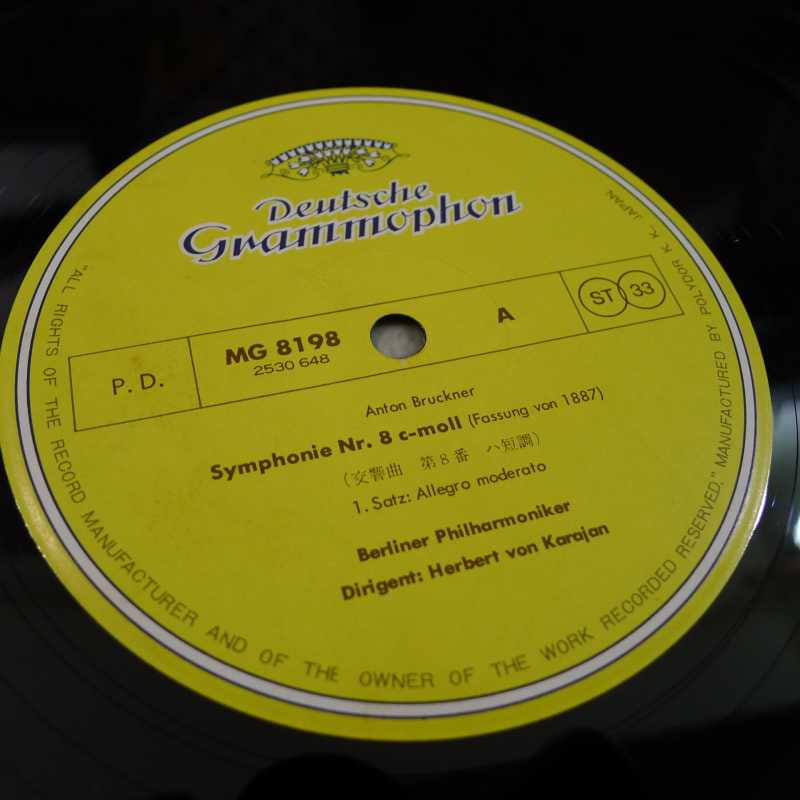 Deutsche
Grammophon
P. D.
MG 8198
2530 648
A
ST 33
Anton Bruckner
Symphonie Nr. 8 c-moll (Fassung von 1887)
(交響曲 第8番 ハ短調)
1. Satz: Allegro moderato
Berliner Philharmoniker
Dirigent: Herbert von Karajan
"ALL RIGHTS OF THE RECORD MANUFACTURER AND OF THE OWNER OF THE WORK RECORDED RESERVED." MANUFACTURED BY POLYDOR K. K. JAPAN